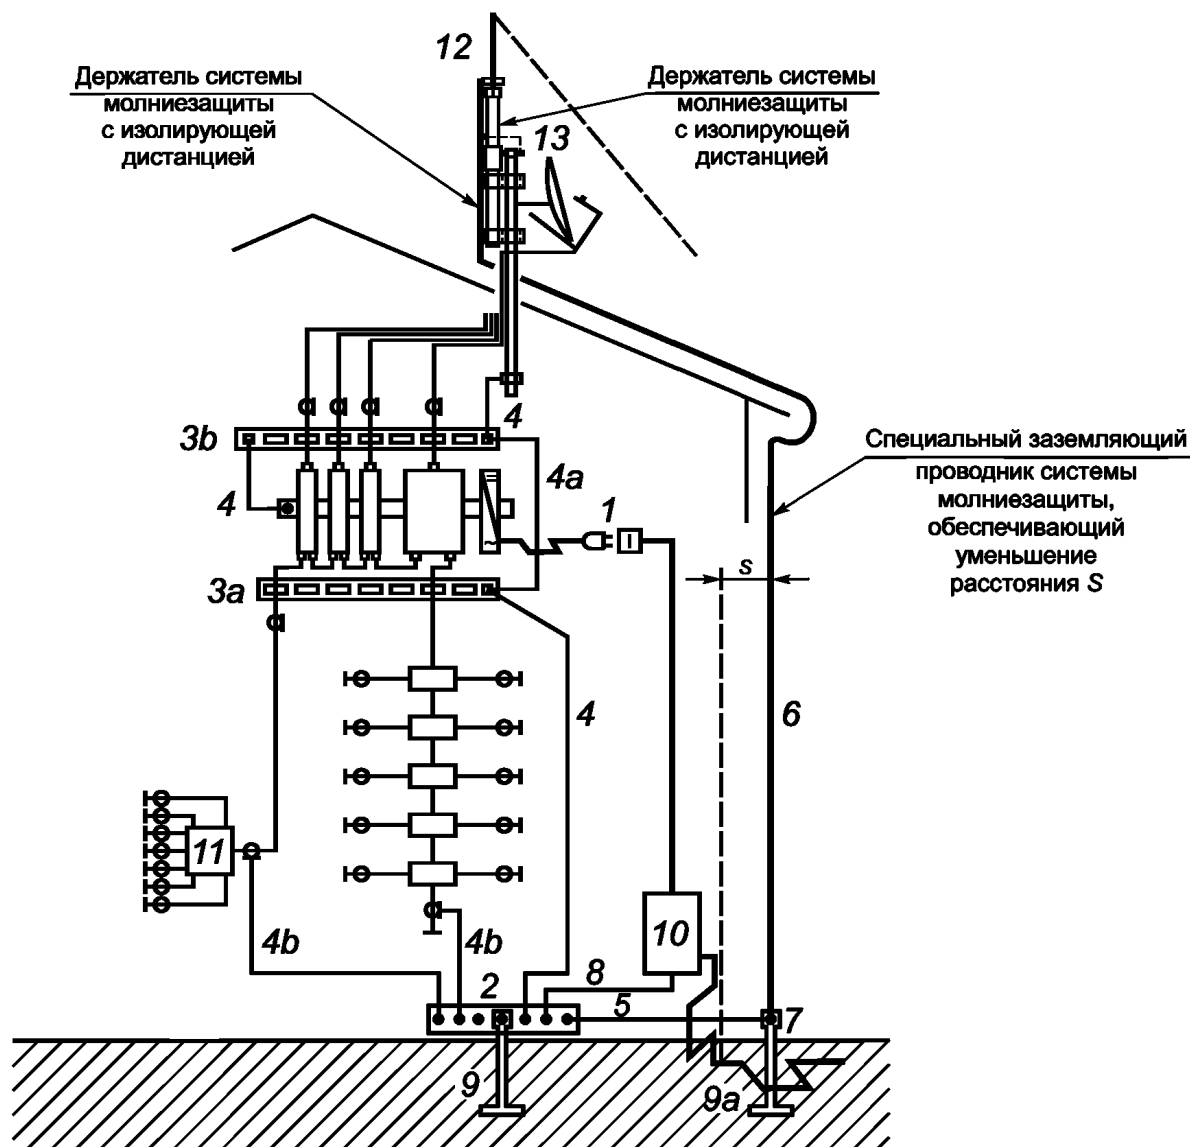 12
Держатель системы
молниезащиты
с изолирующей
дистанцией
Держатель системы
молниезащиты
с изолирующей
дистанцией
13
4
3b
4a
4
1
Специальный заземляющий
проводник системы
молниезащиты,
обеспечивающий
уменьшение
расстояния S
s
3a
4
6
11
10
4b
4b
2
8
5
7
9
9a